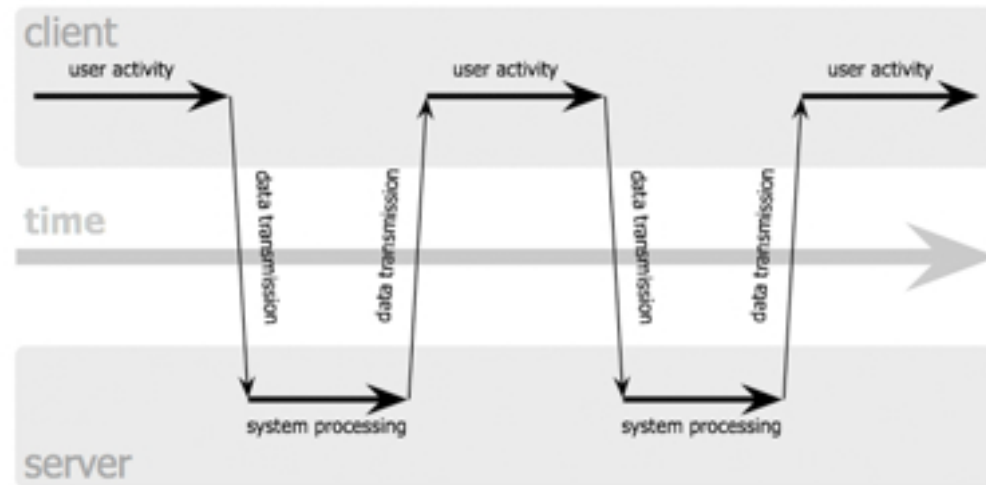 client
user activity
user activity
user activity
time
data transmission
data transmission
data transmission
data transmission
system processing
system processing
server